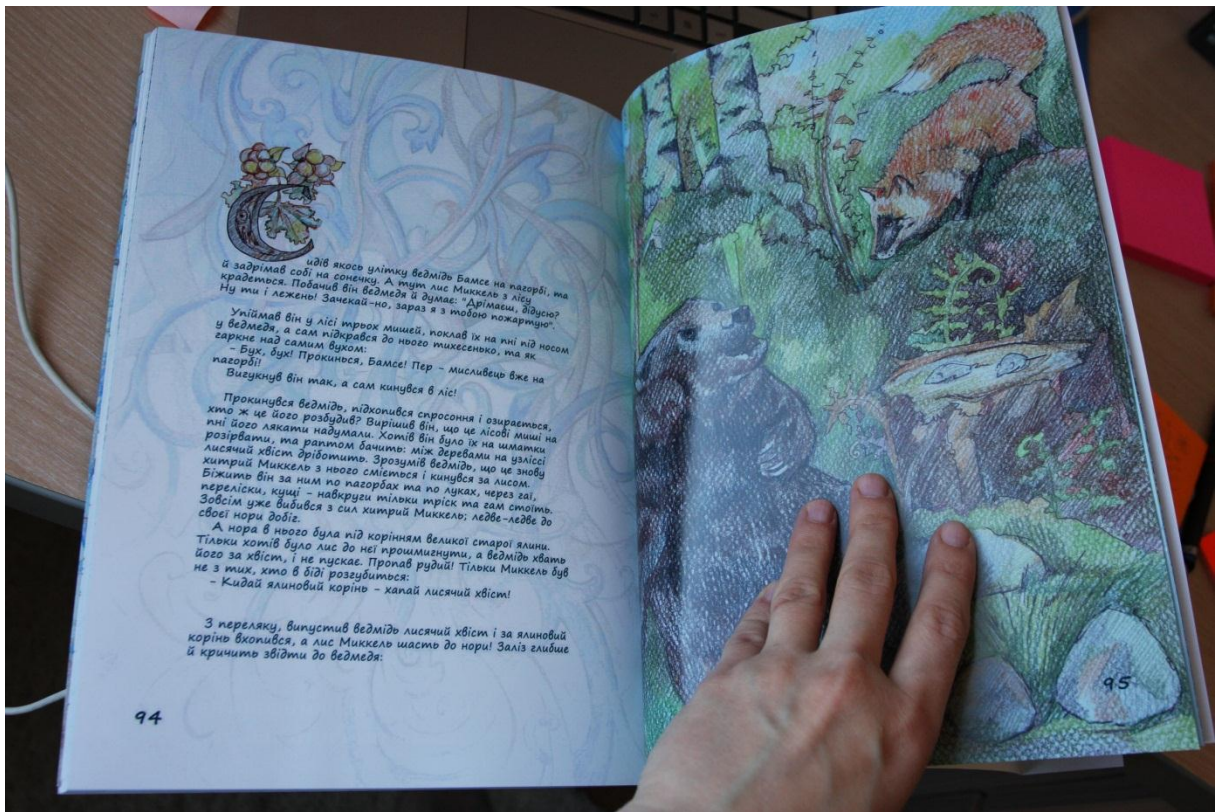 Сидів якось улітку ведмідь Бамсе на пагорбі, та
й задрімав собі на сонечку. А тут лис Миккель з лісу
крадеться. Побачив він ведмедя й думає: "Дрімаєш, дідусю?
Ну ти і лежень! Зачекай-но, зараз я з тобою пожартую".
Упіймав він у лісі трьох мишей, поклав їх на пні під носом
у ведмедя, а сам підкрався до нього тихесенько, та як
гаркне над самим вухом:
- Бух, бух! Прокинься, Бамсе! Пер - мисливець вже на
пагорбі!
Вигукнув він так, а сам кинувся в ліс!
Прокинувся ведмідь, підхопився спросоння і озирається,
хто ж це його розбудив? Вирішив він, що це лісові миші на
пні його лякати надумали. Хотів він було їх на шматки
розірвати, та раптом бачить: між деревами на узліссі
лисячий хвіст дріботить. Зрозумів ведмідь, що це знову
хитрий Миккель з нього сміється і кинувся за лисом.
Біжить він за ним по пагорбах та по луках, через гаї,
переліски, кущі - навкруги тільки тріск та гам стоїть.
Зовсім уже вибився з сил хитрий Миккель; ледве-ледве до
своєї нори добіг.
А нора в нього була під корінням великої старої ялини.
Тільки хотів було лис до неї прошмигнути, а ведмідь хвать
його за хвіст, і не пускає. Пропав рудий! Тільки Миккель був
не з тих, хто в біді розгубиться:
- Кидай ялиновий корінь - хапай лисячий хвіст!
З переляку, випустив ведмідь лисячий хвіст і за ялиновий
корінь вхопився, а лис Миккель шасть до нори! Заліз глибше
й кричить звідти до ведмедя:
94
95